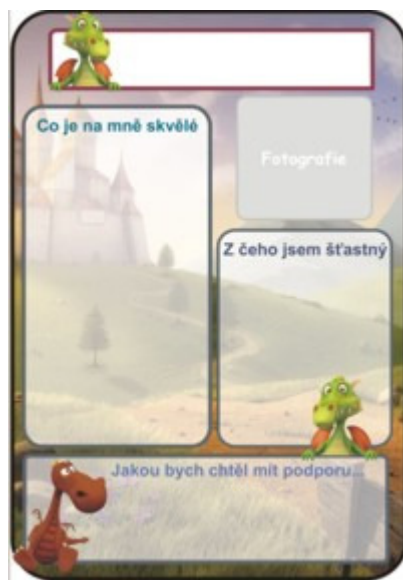 Co je na mně skvělé
Fotografie
Z čeho jsem šťastný
Jakou bych chtěl mít podporu...